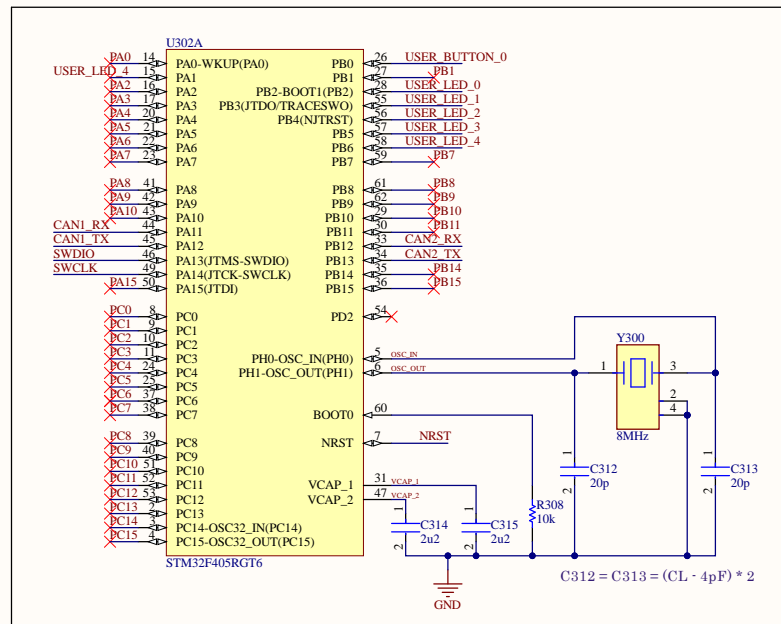 U302A
PA0 14 PA0-WKUP(PA0) PB0 26 USER_BUTTON_0
USER_LED_4 15 PA1 PB1 27 PB1
PA2 16 PA2 PB2-BOOT1(PB2) 28 USER_LED_0
PA3 17 PA3 PB3(JTDO/TRACESWO) 55 USER_LED_1
PA4 20 PA4 PB4(NJTRST) 56 USER_LED_2
PA5 21 PA5 PB5 57 USER_LED_3
PA6 22 PA6 PB6 58 USER_LED_4
PA7 23 PA7 PB7 59 PB7
PA8 41 PA8 PB8 61 PB8
PA9 42 PA9 PB9 62 PB9
PA10 43 PA10 PB10 29 PB10
CAN1_RX 44 PA11 PB11 30 PB11
CAN1_TX 45 PA12 PB12 33 CAN2_RX
SWDIO 46 PA13(JTMS-SWDIO) PB13 34 CAN2_TX
SWCLK 49 PA14(JTCK-SWCLK) PB14 35 PB14
PA15 50 PA15(JTDI) PB15 36 PB15
PC0 8 PC0 PD2 54
PC1 9 PC1
PC2 10 PC2
PC3 11 PC3 PH0-OSC_IN(PH0) 5 OSC_IN
PC4 24 PC4 PH1-OSC_OUT(PH1) 6 OSC_OUT
PC5 25 PC5
PC6 37 PC6
PC7 38 PC7 BOOT0 60
PC8 39 PC8 NRST 7 NRST
PC9 40 PC9
PC10 51 PC10
PC11 52 PC11 VCAP_1 31 VCAP_1
PC12 53 PC12 VCAP_2 47 VCAP_2
PC13 2 PC13
PC14 3 PC14-OSC32_IN(PC14)
PC15 4 PC15-OSC32_OUT(PC15)
STM32F405RGT6
Y300
1 3
2
4
8MHz
1
C312
20p
2
1
C313
20p
2
R308
10k
1
C314
2u2
2
1
C315
2u2
2
GND
C312 = C313 = (CL - 4pF) * 2